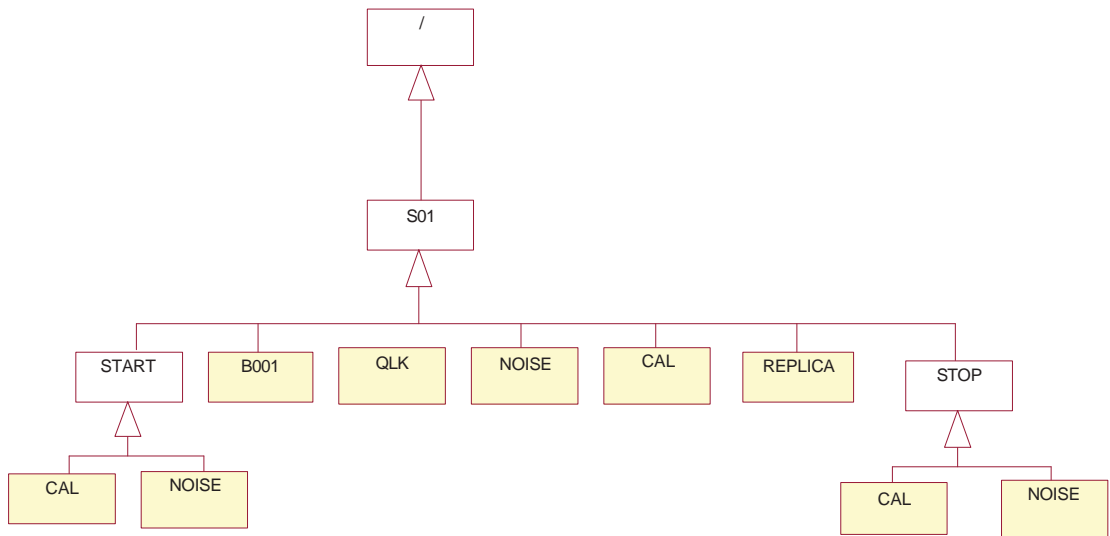 /
S01
START
B001
QLK
NOISE
CAL
REPLICA
STOP
CAL
NOISE
CAL
NOISE